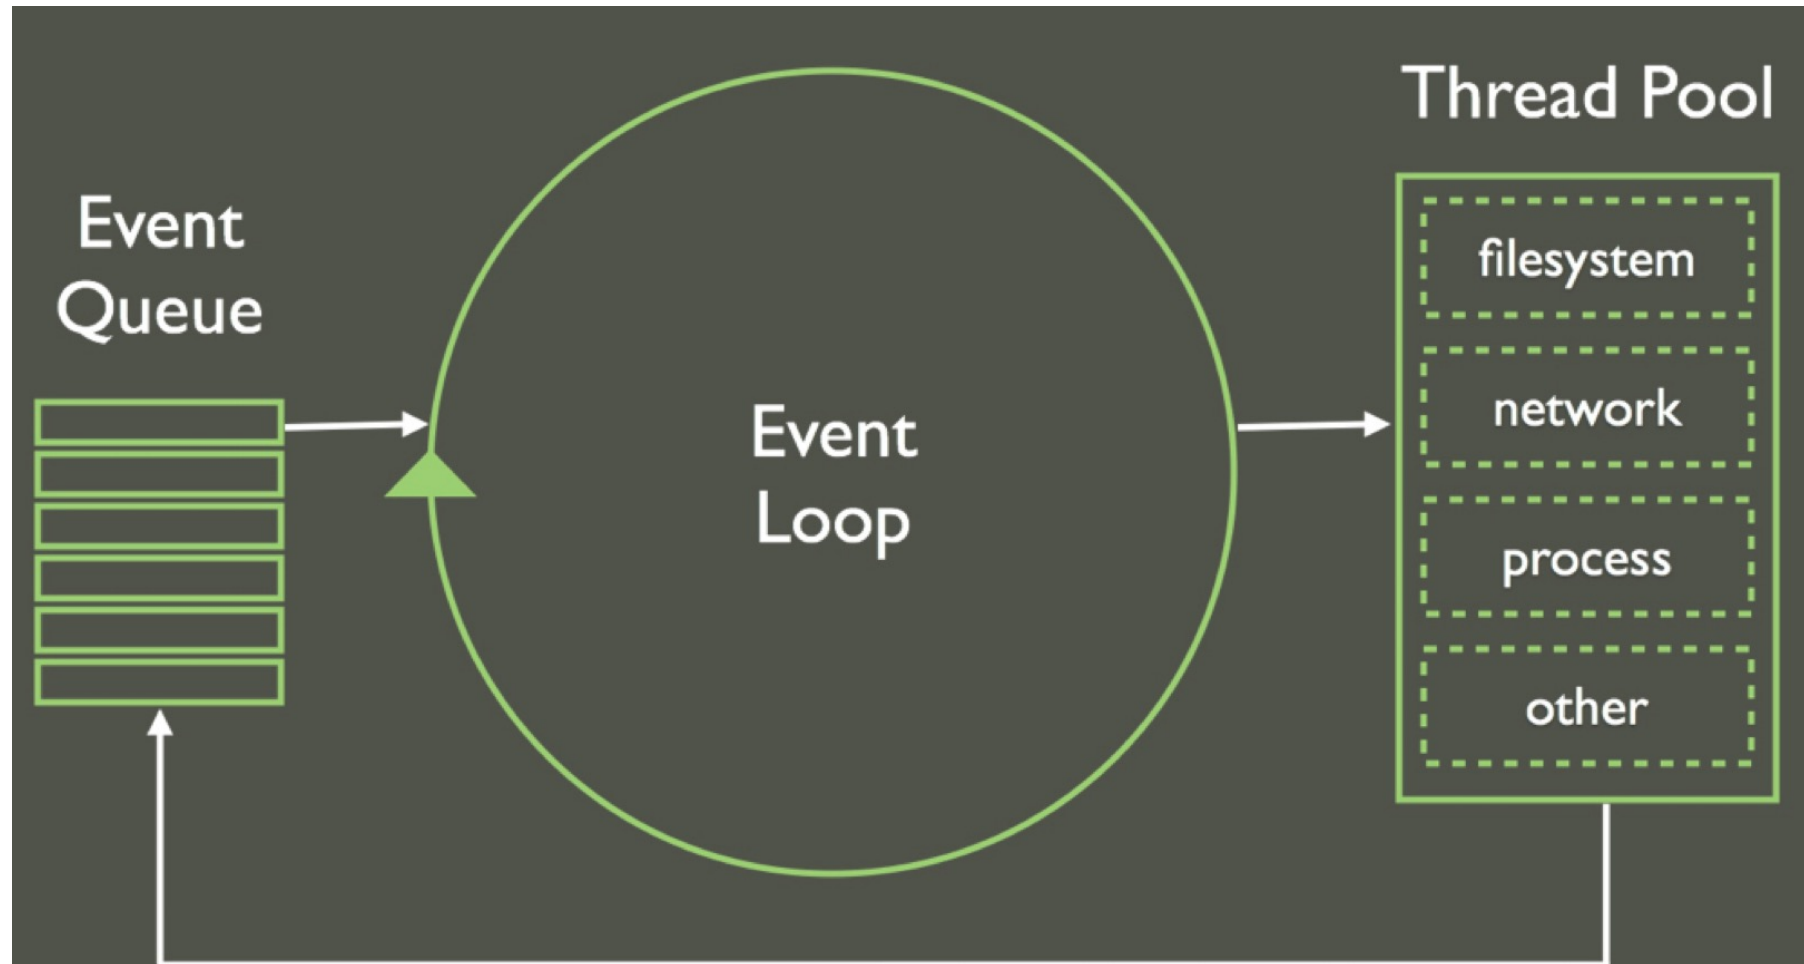 Event
Queue
Event
Loop
Thread Pool
filesystem
network
process
other